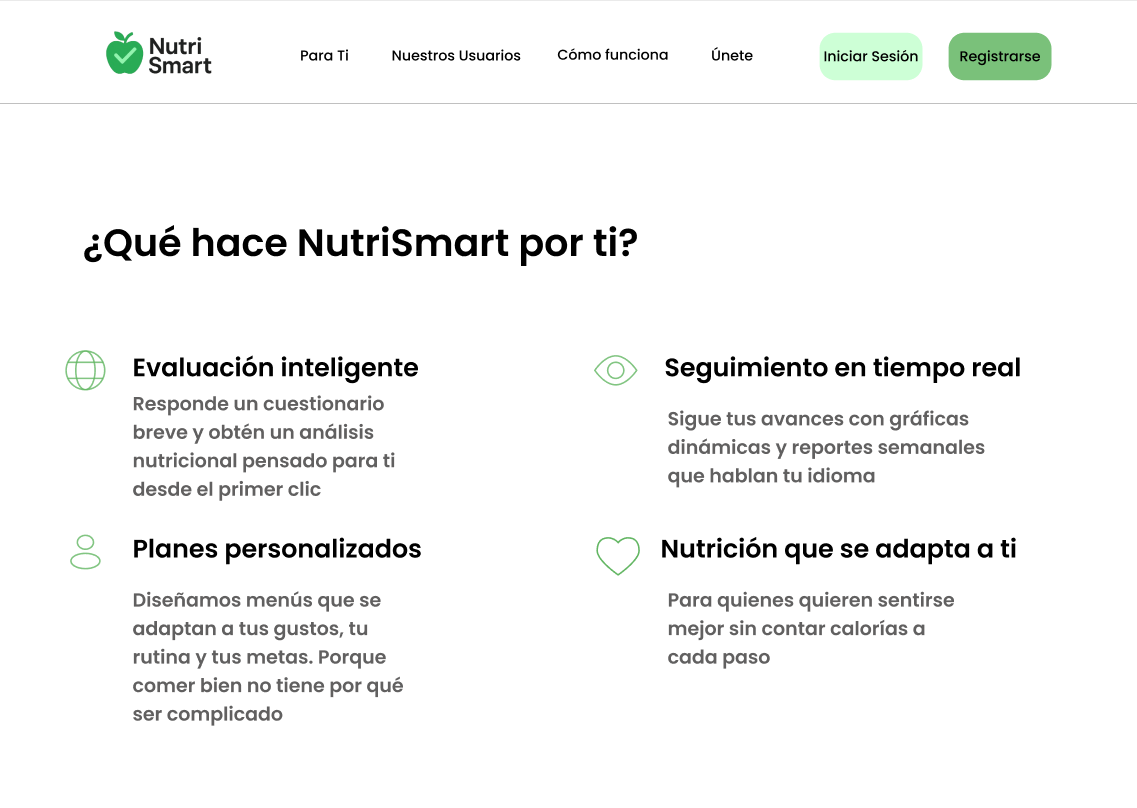 Nutri
Smart
Para Ti
Nuestros Usuarios
Cómo funciona
Únete
Iniciar Sesión
Registrarse
¿Qué hace NutriSmart por ti?
Evaluación inteligente
Responde un cuestionario
breve y obtén un análisis
nutricional pensado para ti
desde el primer clic
Seguimiento en tiempo real
Sigue tus avances con gráficas
dinámicas y reportes semanales
que hablan tu idioma
Planes personalizados
Diseñamos menús que se
adaptan a tus gustos, tu
rutina y tus metas. Porque
comer bien no tiene por qué
ser complicado
Nutrición que se adapta a ti
Para quienes quieren sentirse
mejor sin contar calorías a
cada paso